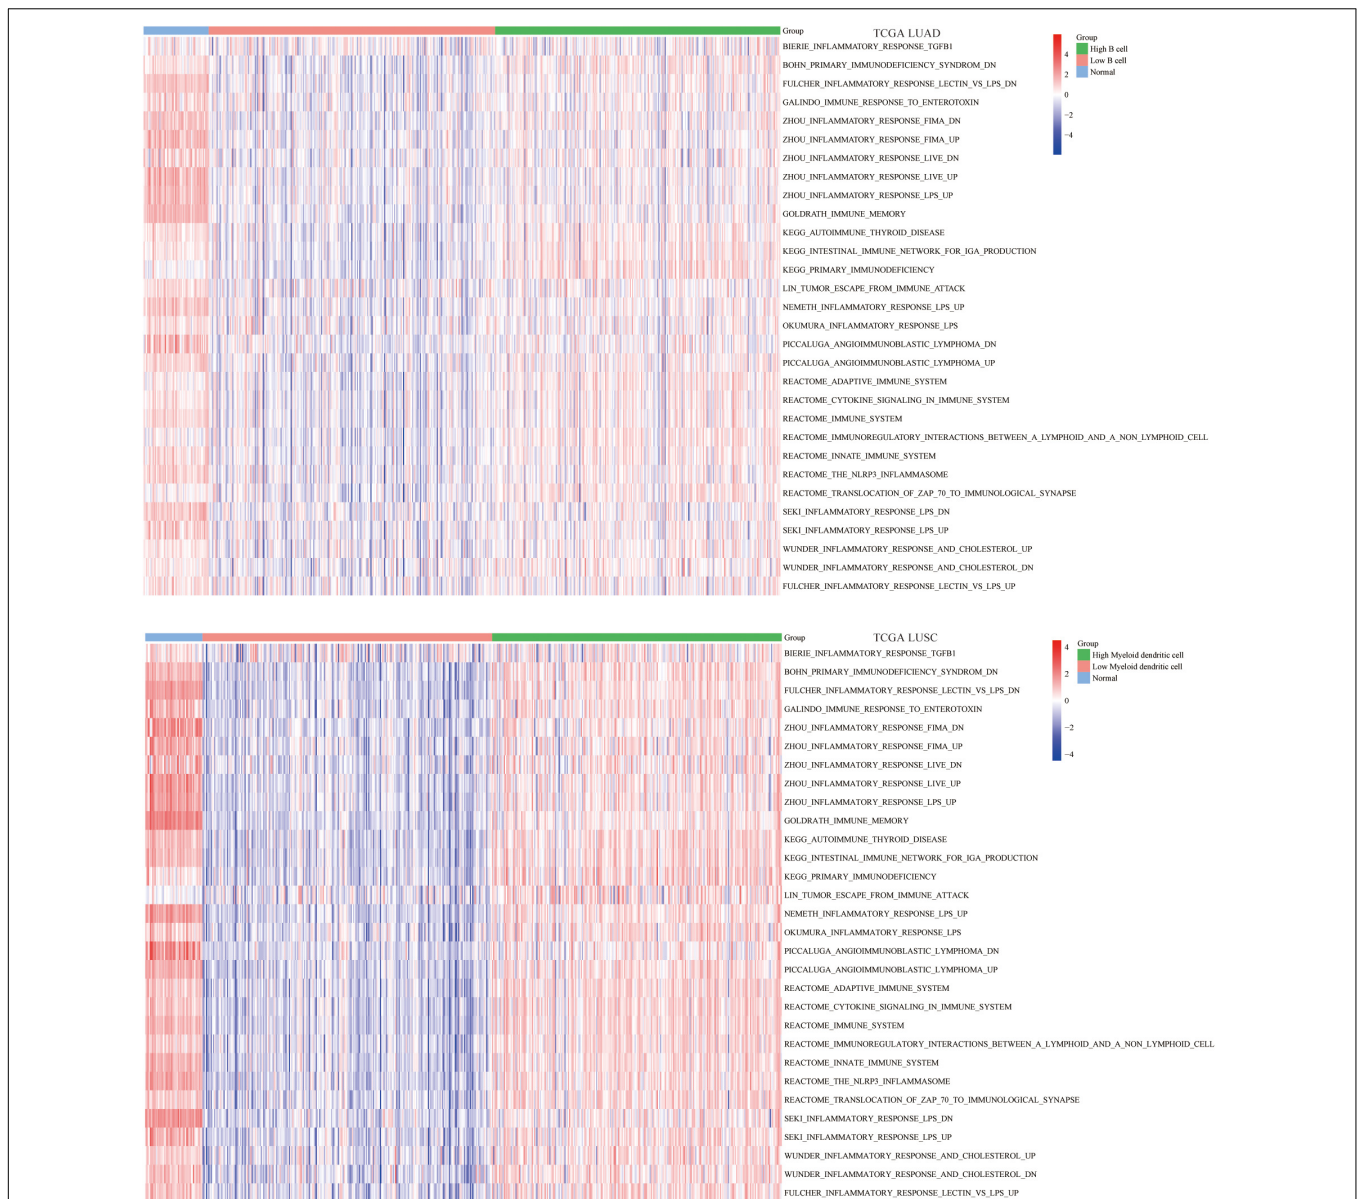 Group
TCGA LUAD
BIERIE_INFLAMMATORY_RESPONSE_TGFB1
BOHN_PRIMARY_IMMUNODEFICIENCY_SYNDROM_DN
FULCHER_INFLAMMATORY_RESPONSE_LECTIN_VS_LPS_DN
GALINDO_IMMUNE_RESPONSE_TO_ENTEROTOXIN
ZHOU_INFLAMMATORY_RESPONSE_FIMA_DN
ZHOU_INFLAMMATORY_RESPONSE_FIMA_UP
ZHOU_INFLAMMATORY_RESPONSE_LIVE_DN
ZHOU_INFLAMMATORY_RESPONSE_LIVE_UP
ZHOU_INFLAMMATORY_RESPONSE_LPS_UP
GOLDRATH_IMMUNE_MEMORY
KEGG_AUTOIMMUNE_THYROID_DISEASE
KEGG_INTESTINAL_IMMUNE_NETWORK_FOR_IGA_PRODUCTION
KEGG_PRIMARY_IMMUNODEFICIENCY
LIN_TUMOR_ESCAPE_FROM_IMMUNE_ATTACK
NEMETH_INFLAMMATORY_RESPONSE_LPS_UP
OKUMURA_INFLAMMATORY_RESPONSE_LPS
PICCALUGA_ANGIOIMMUNOBLASTIC_LYMPHOMA_DN
PICCALUGA_ANGIOIMMUNOBLASTIC_LYMPHOMA_UP
REACTOME_ADAPTIVE_IMMUNE_SYSTEM
REACTOME_CYTOKINE_SIGNALING_IN_IMMUNE_SYSTEM
REACTOME_IMMUNE_SYSTEM
REACTOME_IMMUNOREGULATORY_INTERACTIONS_BETWEEN_A_LYMPHOID_AND_A_NON_LYMPHOID_CELL
REACTOME_INNATE_IMMUNE_SYSTEM
REACTOME_THE_NLRP3_INFLAMMASOME
REACTOME_TRANSLOCATION_OF_ZAP_70_TO_IMMUNOLOGICAL_SYNAPSE
SEKI_INFLAMMATORY_RESPONSE_LPS_DN
SEKI_INFLAMMATORY_RESPONSE_LPS_UP
WUNDER_INFLAMMATORY_RESPONSE_AND_CHOLESTEROL_UP
WUNDER_INFLAMMATORY_RESPONSE_AND_CHOLESTEROL_DN
FULCHER_INFLAMMATORY_RESPONSE_LECTIN_VS_LPS_UP
4
2
0
−2
−4
Group
High B cell
Low B cell
Normal
Group
TCGA LUSC
BIERIE_INFLAMMATORY_RESPONSE_TGFB1
BOHN_PRIMARY_IMMUNODEFICIENCY_SYNDROM_DN
FULCHER_INFLAMMATORY_RESPONSE_LECTIN_VS_LPS_DN
GALINDO_IMMUNE_RESPONSE_TO_ENTEROTOXIN
ZHOU_INFLAMMATORY_RESPONSE_FIMA_DN
ZHOU_INFLAMMATORY_RESPONSE_FIMA_UP
ZHOU_INFLAMMATORY_RESPONSE_LIVE_DN
ZHOU_INFLAMMATORY_RESPONSE_LIVE_UP
ZHOU_INFLAMMATORY_RESPONSE_LPS_UP
GOLDRATH_IMMUNE_MEMORY
KEGG_AUTOIMMUNE_THYROID_DISEASE
KEGG_INTESTINAL_IMMUNE_NETWORK_FOR_IGA_PRODUCTION
KEGG_PRIMARY_IMMUNODEFICIENCY
LIN_TUMOR_ESCAPE_FROM_IMMUNE_ATTACK
NEMETH_INFLAMMATORY_RESPONSE_LPS_UP
OKUMURA_INFLAMMATORY_RESPONSE_LPS
PICCALUGA_ANGIOIMMUNOBLASTIC_LYMPHOMA_DN
PICCALUGA_ANGIOIMMUNOBLASTIC_LYMPHOMA_UP
REACTOME_ADAPTIVE_IMMUNE_SYSTEM
REACTOME_CYTOKINE_SIGNALING_IN_IMMUNE_SYSTEM
REACTOME_IMMUNE_SYSTEM
REACTOME_IMMUNOREGULATORY_INTERACTIONS_BETWEEN_A_LYMPHOID_AND_A_NON_LYMPHOID_CELL
REACTOME_INNATE_IMMUNE_SYSTEM
REACTOME_THE_NLRP3_INFLAMMASOME
REACTOME_TRANSLOCATION_OF_ZAP_70_TO_IMMUNOLOGICAL_SYNAPSE
SEKI_INFLAMMATORY_RESPONSE_LPS_DN
SEKI_INFLAMMATORY_RESPONSE_LPS_UP
WUNDER_INFLAMMATORY_RESPONSE_AND_CHOLESTEROL_UP
WUNDER_INFLAMMATORY_RESPONSE_AND_CHOLESTEROL_DN
FULCHER_INFLAMMATORY_RESPONSE_LECTIN_VS_LPS_UP
4
2
0
−2
−4
Group
High Myeloid dendritic cell
Low Myeloid dendritic cell
Normal